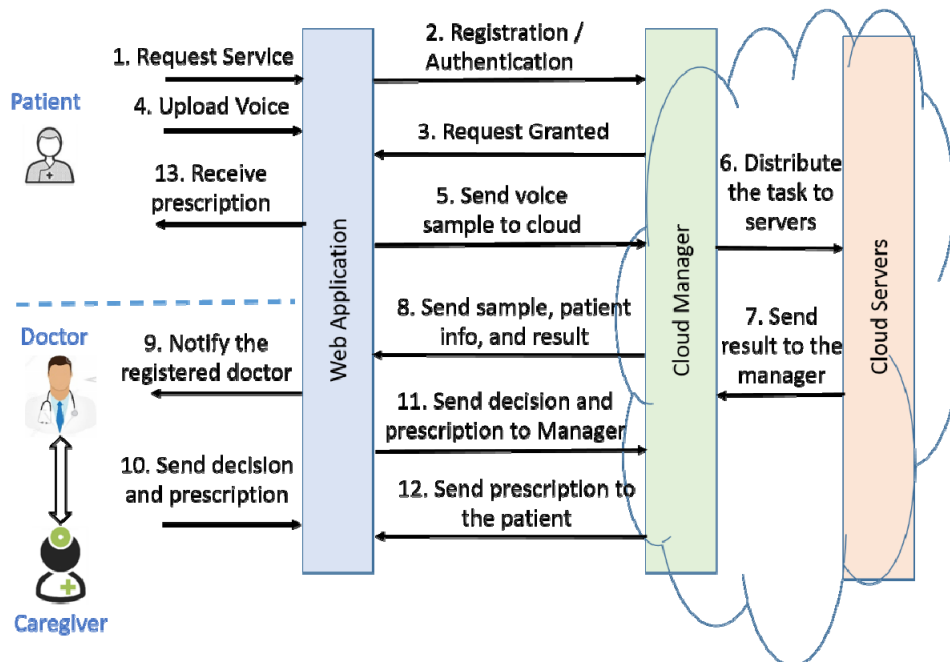 1. Request Service
Patient
4. Upload Voice
13. Receive
prescription
Doctor
9. Notify the
registered doctor
10. Send decision
and prescription
Caregiver
Web Application
2. Registration /
Authentication
3. Request Granted
5. Send voice
sample to cloud
8. Send sample, patient
info, and result
11. Send decision and
prescription to Manager
12. Send prescription to
the patient
Cloud Manager
6. Distribute
the task to
servers
7. Send
result to the
manager
Cloud Servers